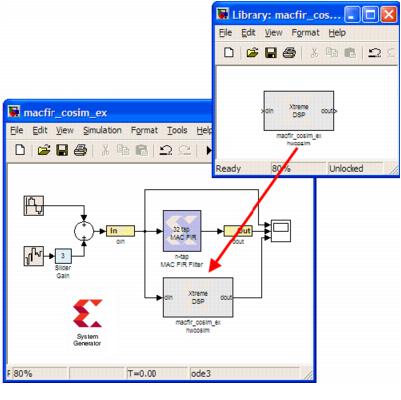 Library: macfir_cos...
File Edit View Format Help
din Xtreme DSP dout
macfir_cosim_ex
hwcosim
Ready 80% Unlocked
macfir_cosim_ex
File Edit View Simulation Format Tools Help
In
din
32 tap
MAC FIR
n-tap
MAC FIR Filter
Out
dout
3
Slider
Gain
din Xtreme DSP dout
macfir_cosim_ex
hwcosim
System
Generator
80% T=0.00 ode3